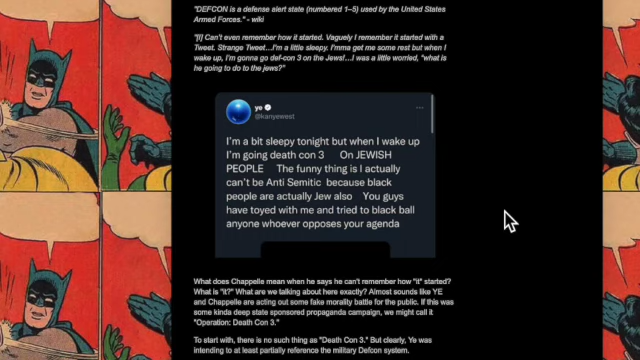 "DEFCON is a defense alert state (numbered 1–5) used by the United States
Armed Forces." - wiki
"[I] Can't even remember how it started. Vaguely I remember it started with a
Tweet. Strange Tweet…I'm a little sleepy. I'mma get me some rest but when I
wake up, I'm gonna go def-con 3 on the Jews!…I was a little worried, "what is
he going to do to the jews?"
ye
@kanyewest
I'm a bit sleepy tonight but when I wake up
I'm going death con 3 On JEWISH
PEOPLE The funny thing is I actually
can't be Anti Semitic because black
people are actually Jew also You guys
have toyed with me and tried to black ball
anyone whoever opposes your agenda
What does Chappelle mean when he says he can't remember how "it" started?
What is "it?" What are we talking about here exactly? Almost sounds like YE
and Chappelle are acting out some fake morality battle for the public. If this was
some kinda deep state sponsored propaganda campaign, we might call it
"Operation: Death Con 3."
To start with, there is no such thing as "Death Con 3." But clearly, Ye was
intending to at least partially reference the military Defcon system.